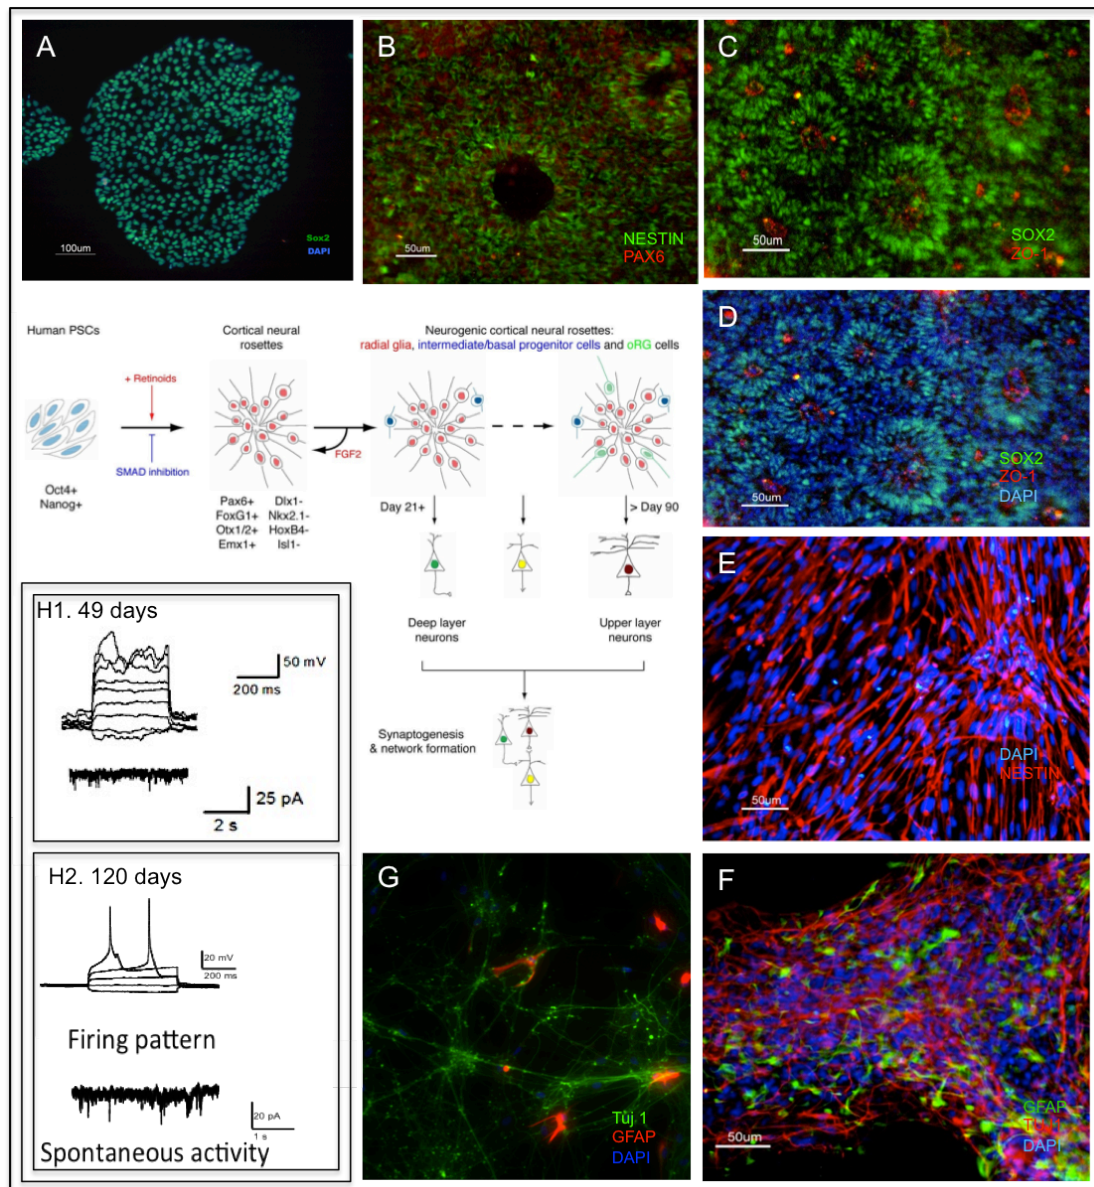 A
Sox2
DAPI
100um
B
NESTIN
PAX6
50um
C
SOX2
ZO-1
50um
Human PSCs
+ Retinoids
SMAD inhibition
Oct4+
Nanog+
Cortical neural
rosettes
FGF2
Pax6+ Dlx1-
FoxG1+ Nkx2.1-
Otx1/2+ HoxB4-
Emx1+ Isl1-
Neurogenic cortical neural rosettes:
radial glia, intermediate/basal progenitor cells and oRG cells
Day 21+
> Day 90
Deep layer
neurons
Upper layer
neurons
Synaptogenesis
& network formation
D
SOX2
ZO-1
DAPI
50um
E
DAPI
NESTIN
50um
H1. 49 days
50 mV
200 ms
25 pA
2 s
H2. 120 days
20 mV
200 ms
Firing pattern
20 pA
1 s
Spontaneous activity
G
Tuj 1
GFAP
DAPI
F
GFAP
DAPI
50um